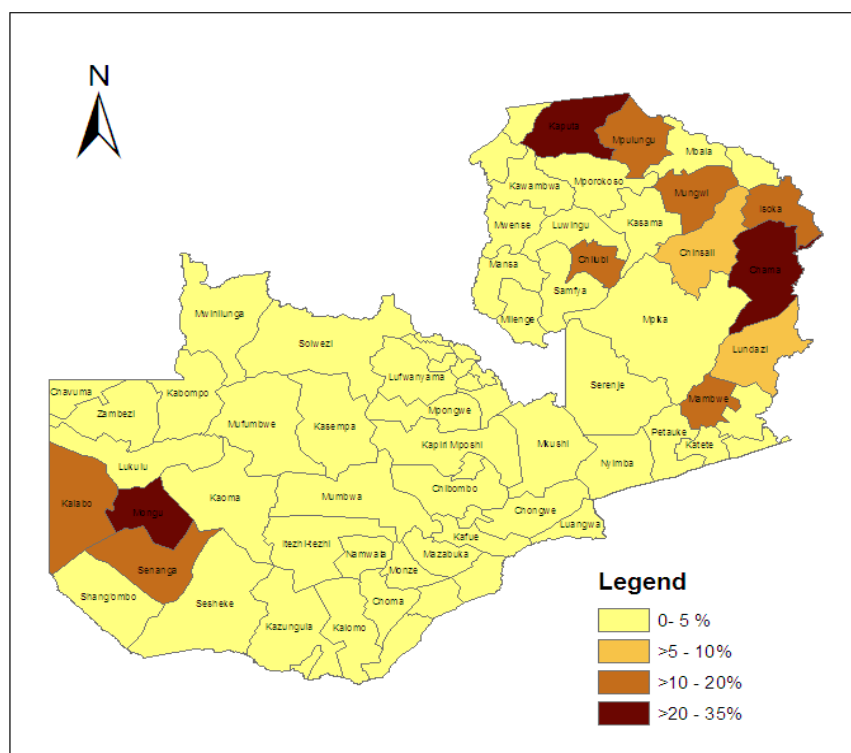 N
Kaputa
Mpulungu
Mbala
Mporokoso
Kawambwa
Mungwi
Isoka
Mwense
Luwingu
Kasama
Chinsali
Mansa
Chilubi
Chama
Samfya
Milenge
Mpika
Mwinilunga
Solwezi
Lundazi
Lufwanyama
Serenje
Chavuma
Kabompo
Mambwe
Zambezi
Mpongwe
Mufumbwe
Kasempa
Petauke
Kapiri Mposhi
Mkushi
Katete
Nyimba
Lukulu
Kalabo
Kaoma
Mumbwa
Chibombo
Mongu
Chongwe
Luangwa
Kafue
Itezhi-tezhi
Namwala
Mazabuka
Senanga
Monze
Shang'ombo
Sesheke
Choma
Kazungula
Kalomo
Legend
0- 5 %
>5 - 10%
>10 - 20%
>20 - 35%